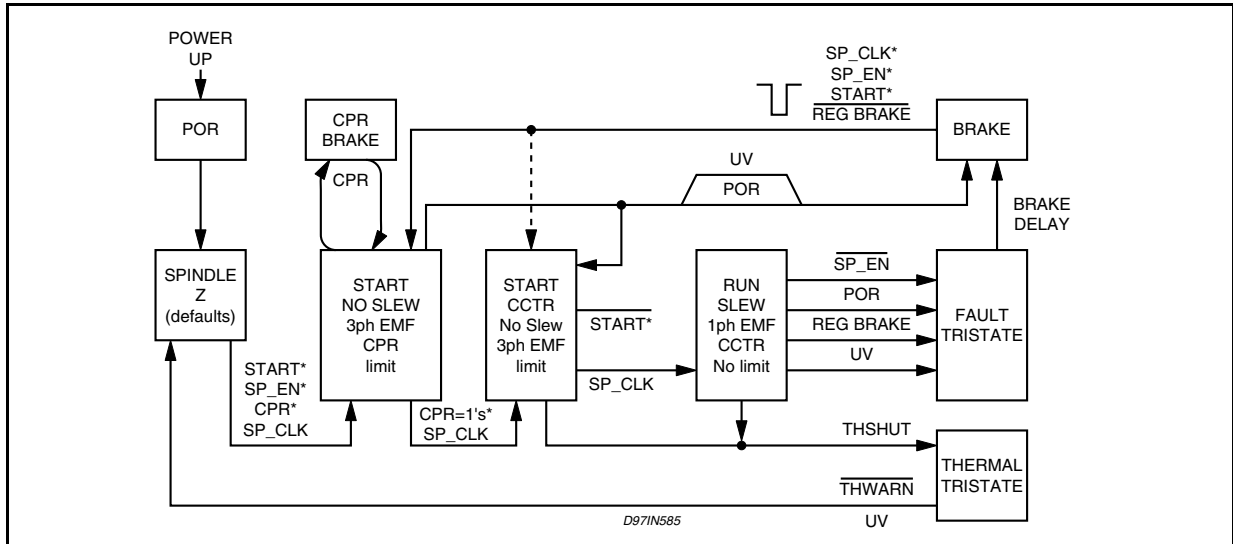 POWER
UP
POR
CPR
BRAKE
CPR
SP_CLK*
SP_EN*
START*
REG BRAKE
BRAKE
UV
POR
BRAKE
DELAY
SPINDLE
Z
(defaults)
START
NO SLEW
3ph EMF
CPR
limit
START
CCTR
No Slew
3ph EMF
limit
START*
SP_CLK
RUN
SLEW
1ph EMF
CCTR
No limit
SP_EN
POR
REG BRAKE
UV
FAULT
TRISTATE
START*
SP_EN*
CPR*
SP_CLK
CPR=1's*
SP_CLK
THSHUT
THERMAL
TRISTATE
THWARN
UV
D97IN585